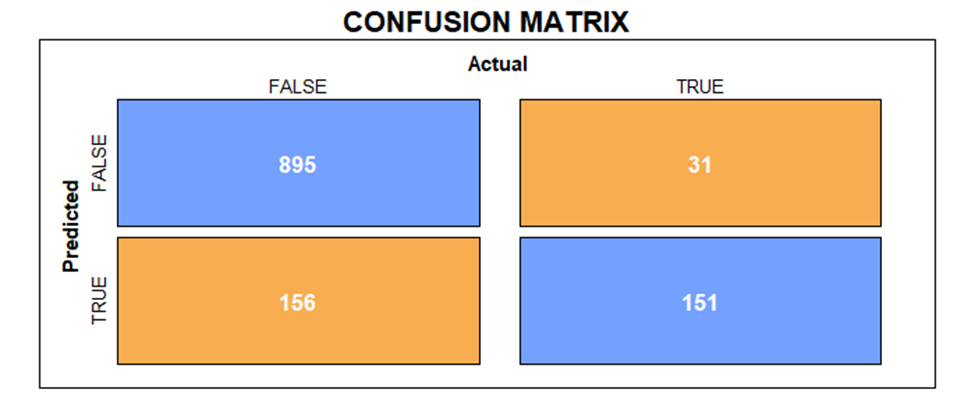 CONFUSION MATRIX
Actual
FALSE TRUE
Predicted
FALSE
895 31
TRUE
156 151